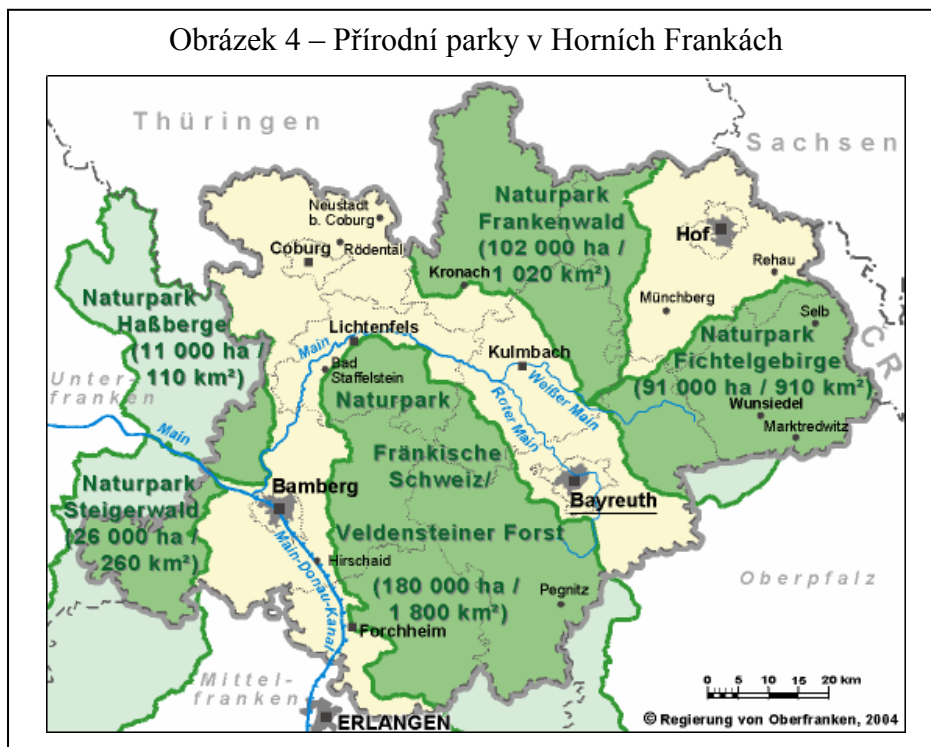 Obrázek 4 – Přírodní parky v Horních Frankách
Thüringen
Sachsen
Neustadt
b. Coburg
Coburg
Rödental
Naturpark
Frankenwald
(102 000 ha /
1 020 km²)
Hof
Kronach
Rehau
Münchberg
Selb
ČR
Naturpark
Haßberge
(11 000 ha /
110 km²)
Unter-
franken
Lichtenfels
Main
Bad
Staffelstein
Kulmbach
Weißer Main
Roter Main
Naturpark
Fichtelgebirge
(91 000 ha / 910 km²)
Wunsiedel
Marktredwitz
Main
Naturpark
Steigerwald
(26 000 ha /
260 km²)
Bamberg
Naturpark
Fränkische
Schweiz/
Veldensteiner Forst
(180 000 ha /
1 800 km²)
Bayreuth
Main-Donau-Kanal
Hirschaid
Pegnitz
Oberpfalz
Forchheim
Mittel-
franken
ERLANGEN
0 5 10 15 20 km
© Regierung von Oberfranken, 2004